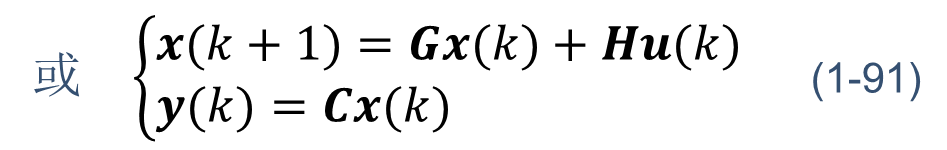 或 { x(k + 1) = Gx(k) + Hu(k)
y(k) = Cx(k)
(1-91)